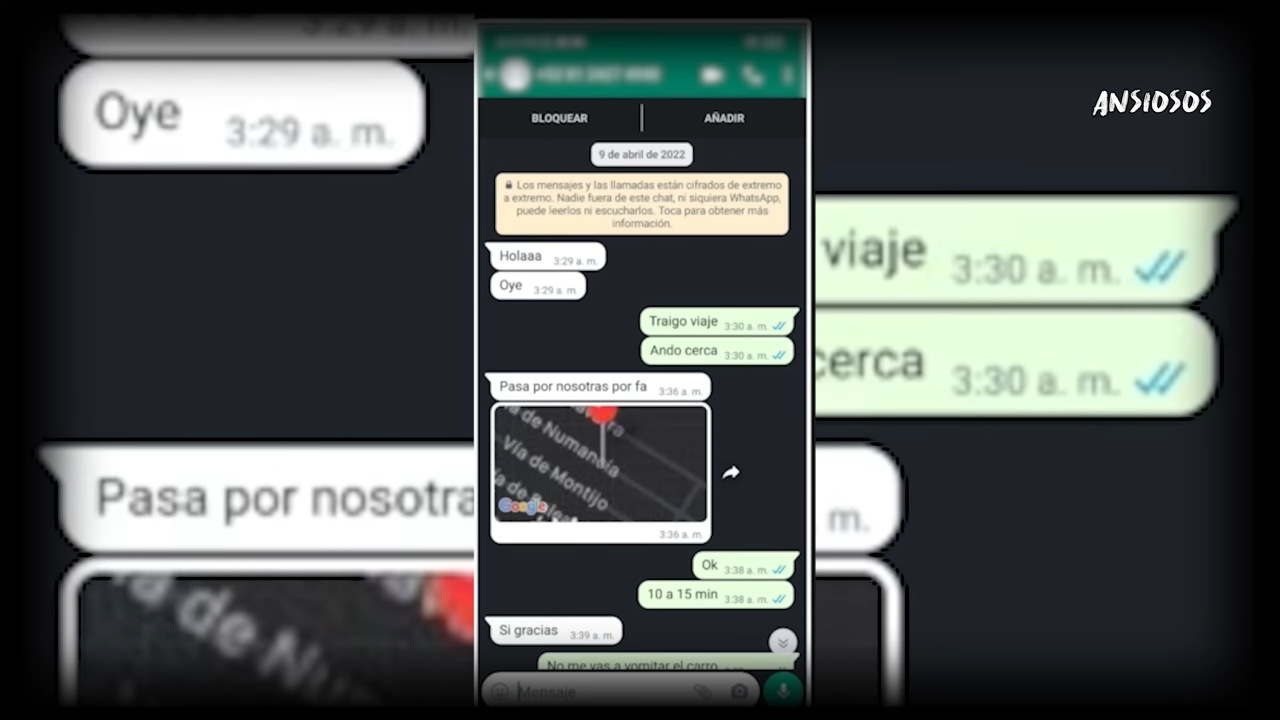 Oye
3:29 a. m.
ANSIOSOS
BLOQUEAR
AÑADIR
9 de abril de 2022
Los mensajes y las llamadas están cifrados de extremo
a extremo. Nadie fuera de este chat, ni siquiera WhatsApp,
puede leerlos ni escucharlos. Toca para obtener más
información.
Holaaa 3:29 a. m.
Oye 3:29 a. m.
Traigo viaje 3:30 a. m.
Ando cerca 3:30 a. m.
viaje 3:30 a. m.
cerca 3:30 a. m.
Pasa por nosotras por fa 3:36 a. m.
Vía de Numancia
Vía de Montijo
Google
3:36 a. m.
Ok 3:38 a. m.
10 a 15 min 3:38 a. m.
Si gracias 3:39 a. m.
No me vas a vomitar el carro
Mensaje
Pasa por nosotra
m.